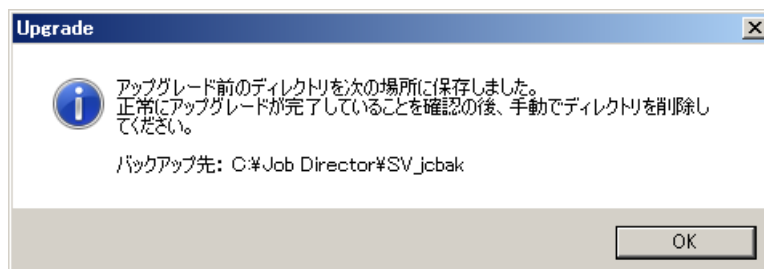 Upgrade
アップグレード前のディレクトリを次の場所に保存しました。
正常にアップグレードが完了していることを確認の後、手動でディレクトリを削除し
てください。
バックアップ先： C:¥Job Director¥SV_jcbak
OK